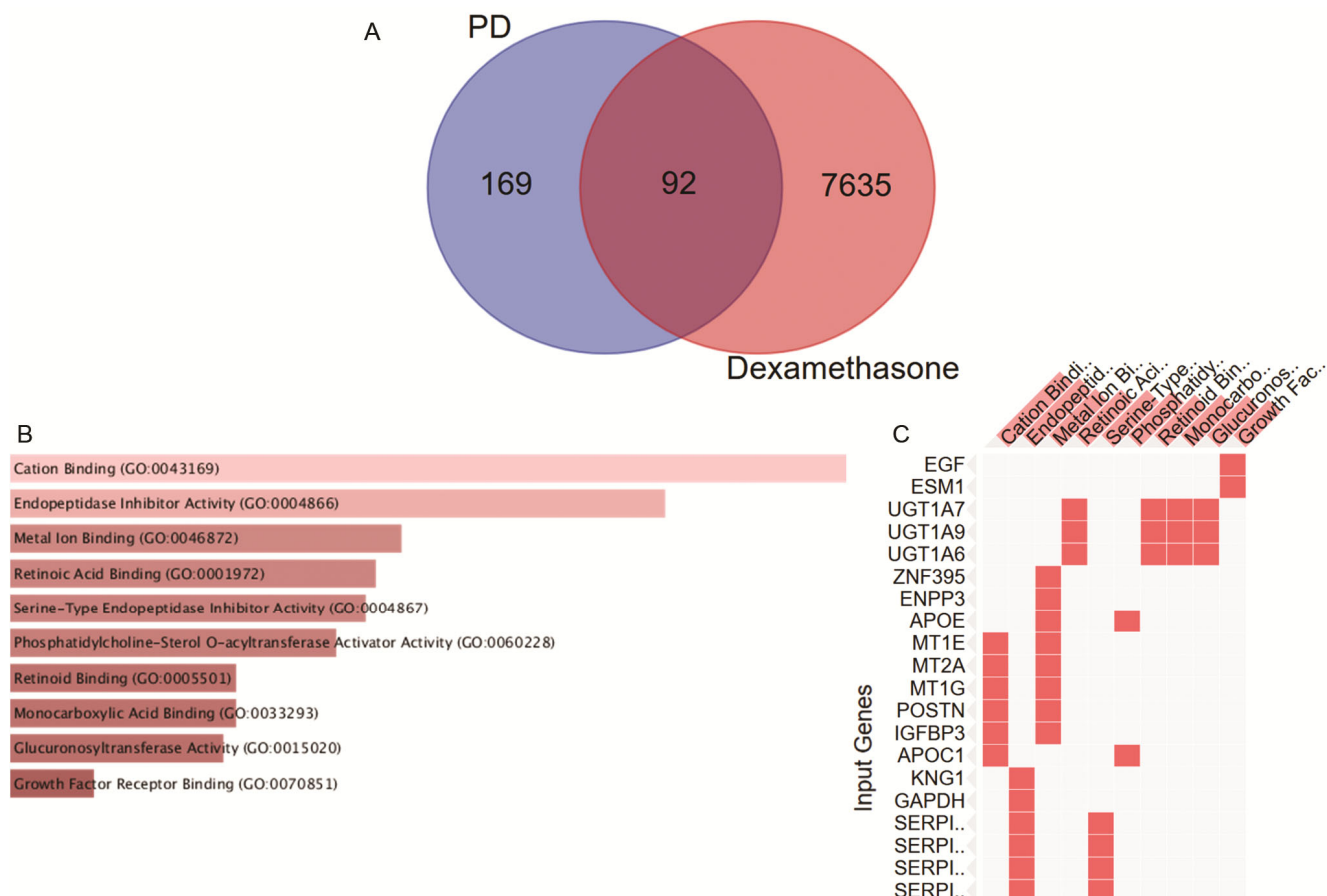 A
PD
169
92
7635
Dexamethasone
B
Cation Binding (GO:0043169)
Endopeptidase Inhibitor Activity (GO:0004866)
Metal Ion Binding (GO:0046872)
Retinoic Acid Binding (GO:0001972)
Serine-Type Endopeptidase Inhibitor Activity (GO:0004867)
Phosphatidylcholine-Sterol O-acyltransferase Activator Activity (GO:0060228)
Retinoid Binding (GO:0005501)
Monocarboxylic Acid Binding (GO:0033293)
Glucuronosyltransferase Activity (GO:0015020)
Growth Factor Receptor Binding (GO:0070851)
C
Cation Bindi..
Endopeptid..
Metal Ion Bi..
Retinoic Aci..
Serine-Type..
Phosphatidy..
Retinoid Bin..
Monocarbo..
Glucuronos..
Growth Fac..
Input Genes
EGF
ESM1
UGT1A7
UGT1A9
UGT1A6
ZNF395
ENPP3
APOE
MT1E
MT2A
MT1G
POSTN
IGFBP3
APOC1
KNG1
GAPDH
SERPI..
SERPI..
SERPI..
SERPI..